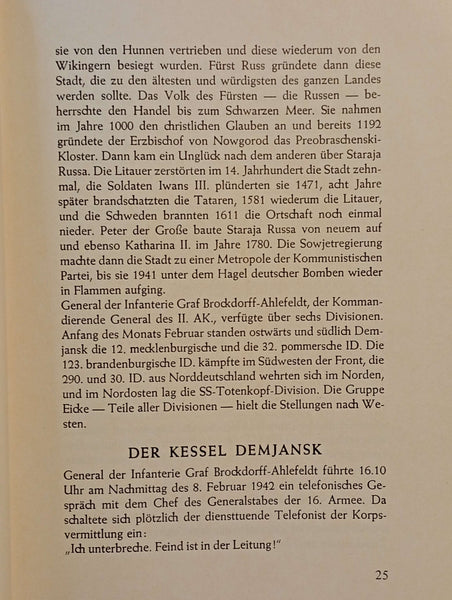 sie von den Hunnen vertrieben und diese wiederum von den
Wikingern besiegt wurden. Fürst Russ gründete dann diese
Stadt, die zu den ältesten und würdigsten des ganzen Landes
werden sollte. Das Volk des Fürsten — die Russen — be-
herrschte den Handel bis zum Schwarzen Meer. Sie nahmen
im Jahre 1000 den christlichen Glauben an und bereits 1192
gründete der Erzbischof von Nowgorod das Preobraschenski-
Kloster. Dann kam ein Unglück nach dem anderen über Staraja
Russa. Die Litauer zerstörten im 14. Jahrhundert die Stadt zehn-
mal, die Soldaten Iwans III. plünderten sie 1471, acht Jahre
später brandschatzten die Tataren, 1581 wiederum die Litauer,
und die Schweden brannten 1611 die Ortschaft noch einmal
nieder. Peter der Große baute Staraja Russa von neuem auf
und ebenso Katharina II. im Jahre 1780. Die Sowjetregierung
machte dann die Stadt zu einer Metropole der Kommunistischen
Partei, bis sie 1941 unter dem Hagel deutscher Bomben wieder
in Flammen aufging.
General der Infanterie Graf Brockdorff-Ahlefeldt, der Komman-
dierende General des II. AK., verfügte über sechs Divisionen.
Anfang des Monats Februar standen ostwärts und südlich Dem-
jansk die 12. mecklenburgische und die 32. pommersche ID. Die
123. brandenburgische ID. kämpfte im Südwesten der Front, die
290. und 30. ID. aus Norddeutschland wehrten sich im Norden,
und im Nordosten lag die SS-Totenkopf-Division. Die Gruppe
Eicke — Teile aller Divisionen — hielt die Stellungen nach We-
sten.
DER KESSEL DEMJANSK
General der Infanterie Graf Brockdorff-Ahlefeldt führte 16.10
Uhr am Nachmittag des 8. Februar 1942 ein telefonisches Ge-
spräch mit dem Chef des Generalstabes der 16. Armee. Da
schaltete sich plötzlich der diensttuende Telefonist der Korps-
vermittlung ein:
„Ich unterbreche. Feind ist in der Leitung!“
25